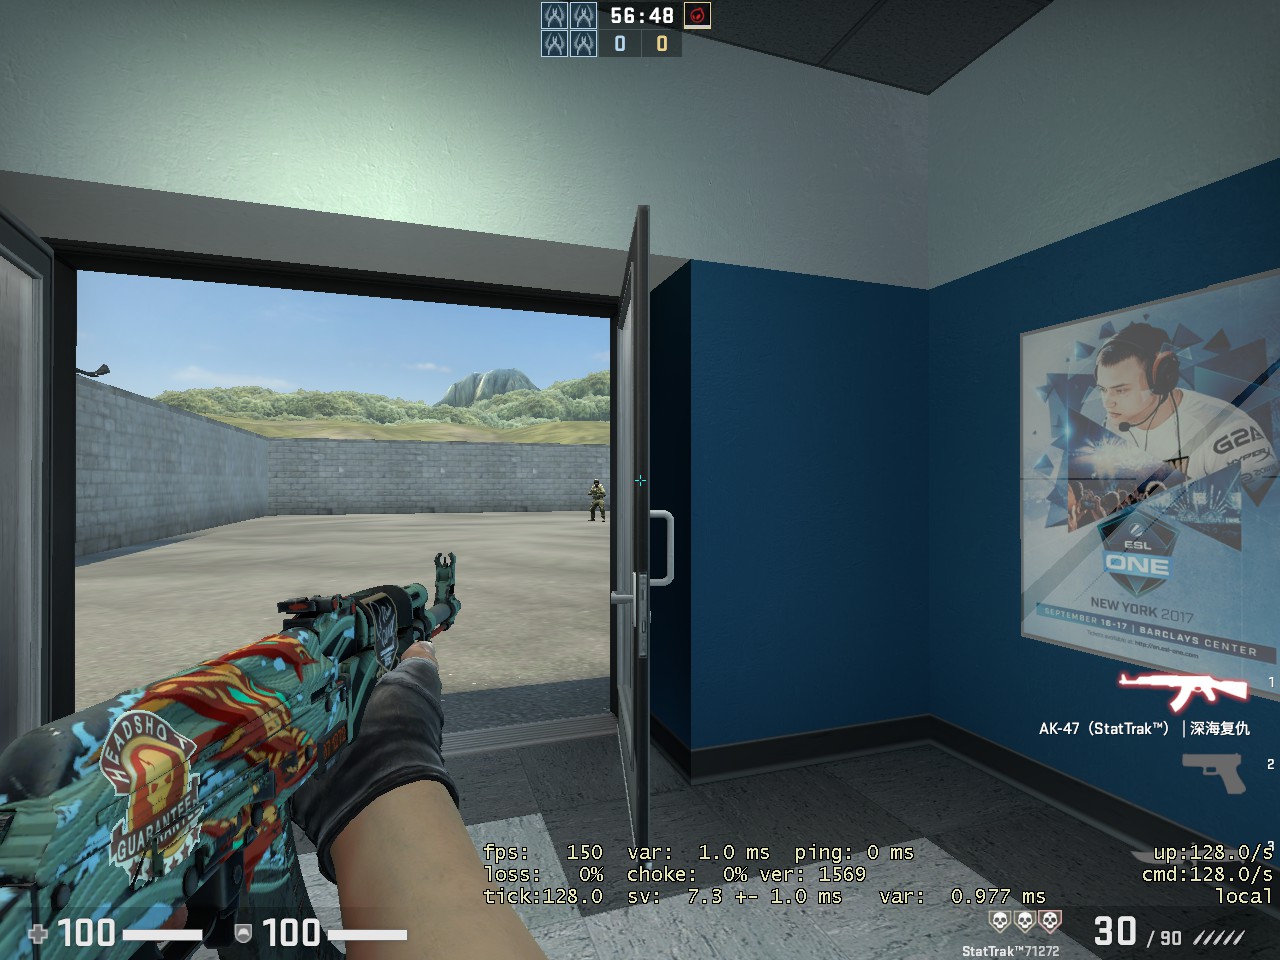 56:48
0 0
G2A
HYPERX
ESL
ONE
NEW YORK 2017
SEPTEMBER 16-17 | BARCLAYS CENTER
1
AK-47 (StatTrak™) | 深海复仇
2
HEADSHOT
GUARANTEE
3
fps: 150 var: 1.0 ms ping: 0 ms
up:128.0/s
loss: 0% choke: 0% ver: 1569
cmd:128.0/s
tick:128.0 sv: 7.3 +- 1.0 ms var: 0.977 ms
local
100
100
30 / 90
StatTrak™71272